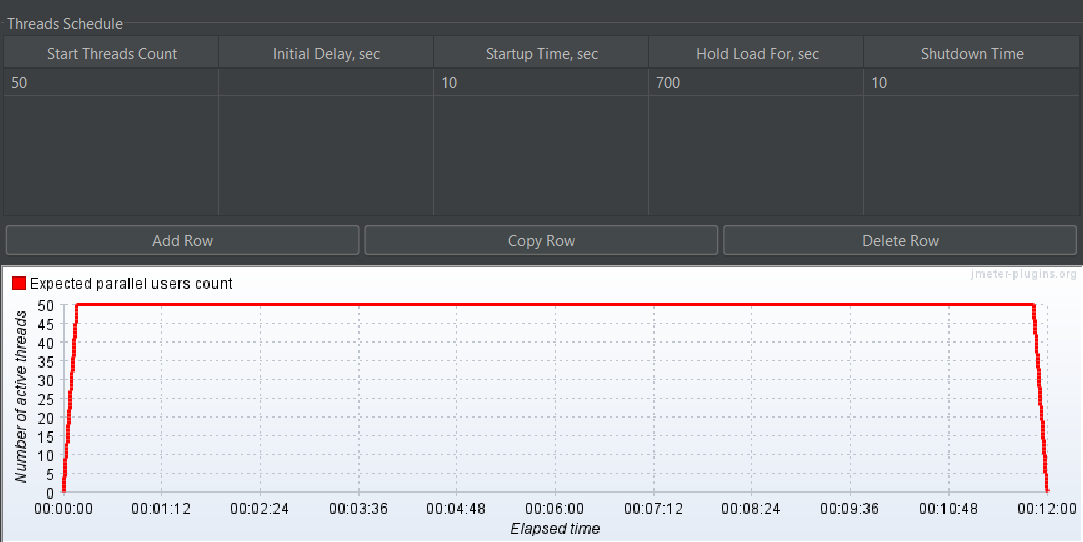 Threads Schedule
Start Threads Count Initial Delay, sec Startup Time, sec Hold Load For, sec Shutdown Time
50 10 700 10
Add Row Copy Row Delete Row
jmeter-plugins.org
Expected parallel users count
50
45
40
35
30
25
20
15
10
5
0
Number of active threads
00:00:00 00:01:12 00:02:24 00:03:36 00:04:48 00:06:00 00:07:12 00:08:24 00:09:36 00:10:48 00:12:00
Elapsed time